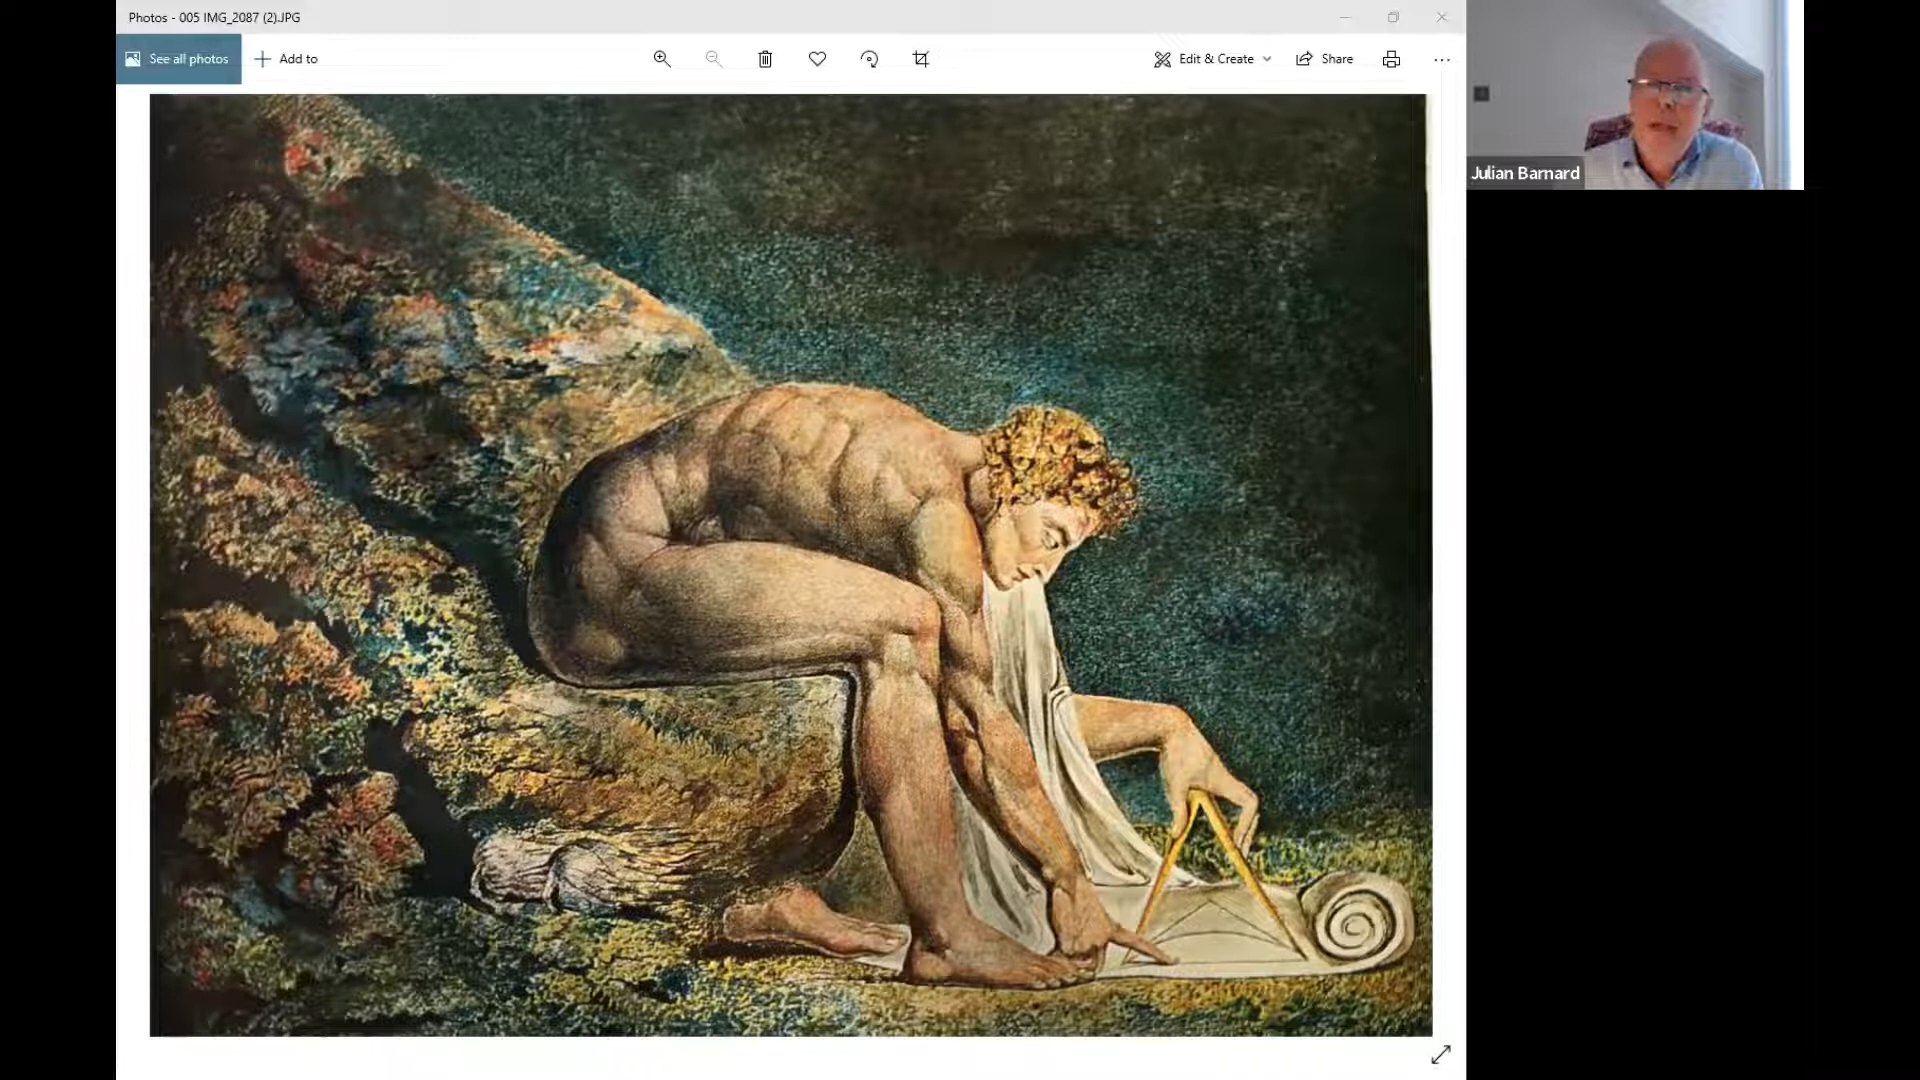 Photos - 005 IMG_2087 (2).JPG
See all photos
Add to
Edit & Create
Share
Julian Barnard